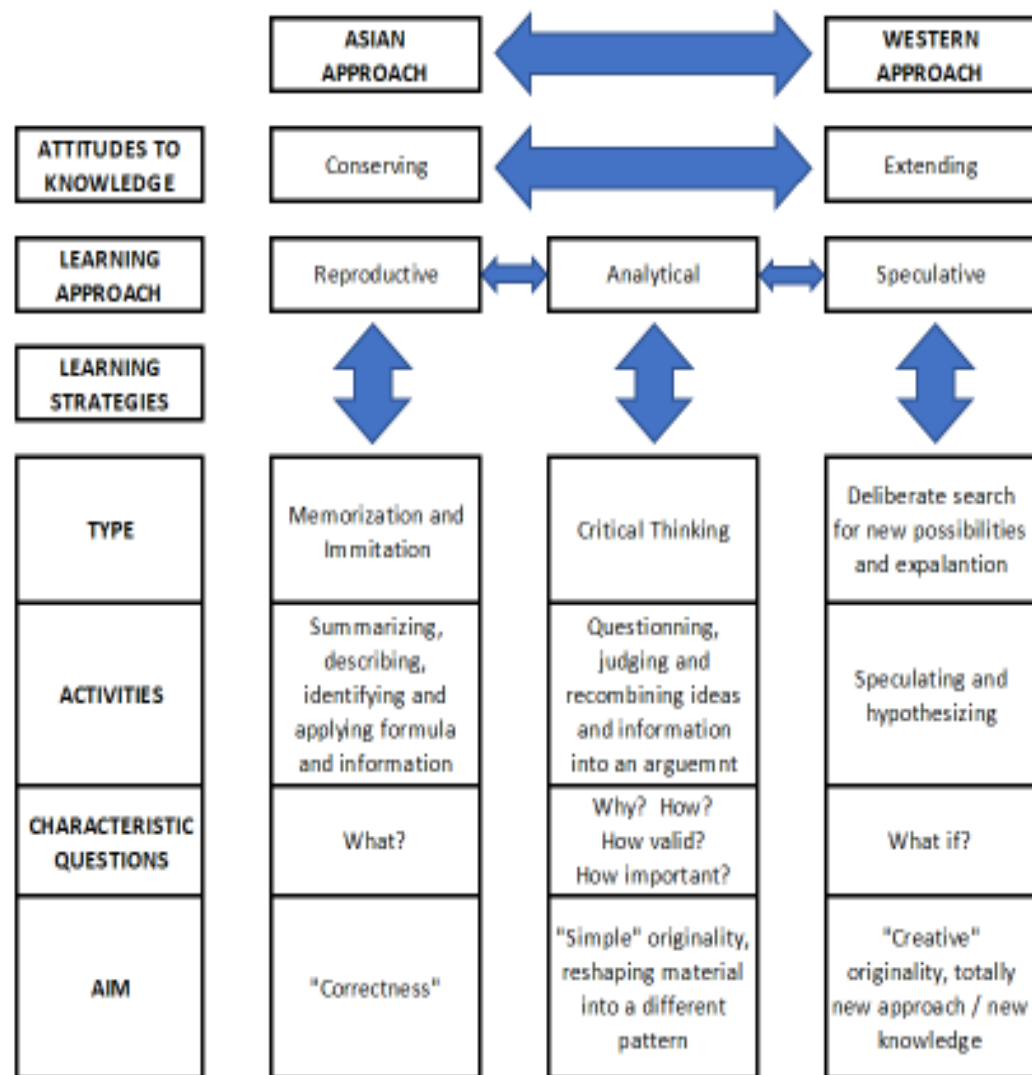 ASIAN
APPROACH
WESTERN
APPROACH
ATTITUDES TO
KNOWLEDGE
Conserving
Extending
LEARNING
APPROACH
Reproductive
Analytical
Speculative
LEARNING
STRATEGIES
TYPE
Memorization and
Immitation
Critical Thinking
Deliberate search
for new possibilities
and expalantion
ACTIVITIES
Summarizing,
describing,
identifying and
applying formula
and information
Questionning,
judging and
recombining ideas
and information
into an arguemnt
Speculating and
hypothesizing
CHARACTERISTIC
QUESTIONS
What?
Why? How?
How valid?
How important?
What if?
AIM
"Correctness"
"Simple" originality,
reshaping material
into a different
pattern
"Creative"
originality, totally
new approach / new
knowledge